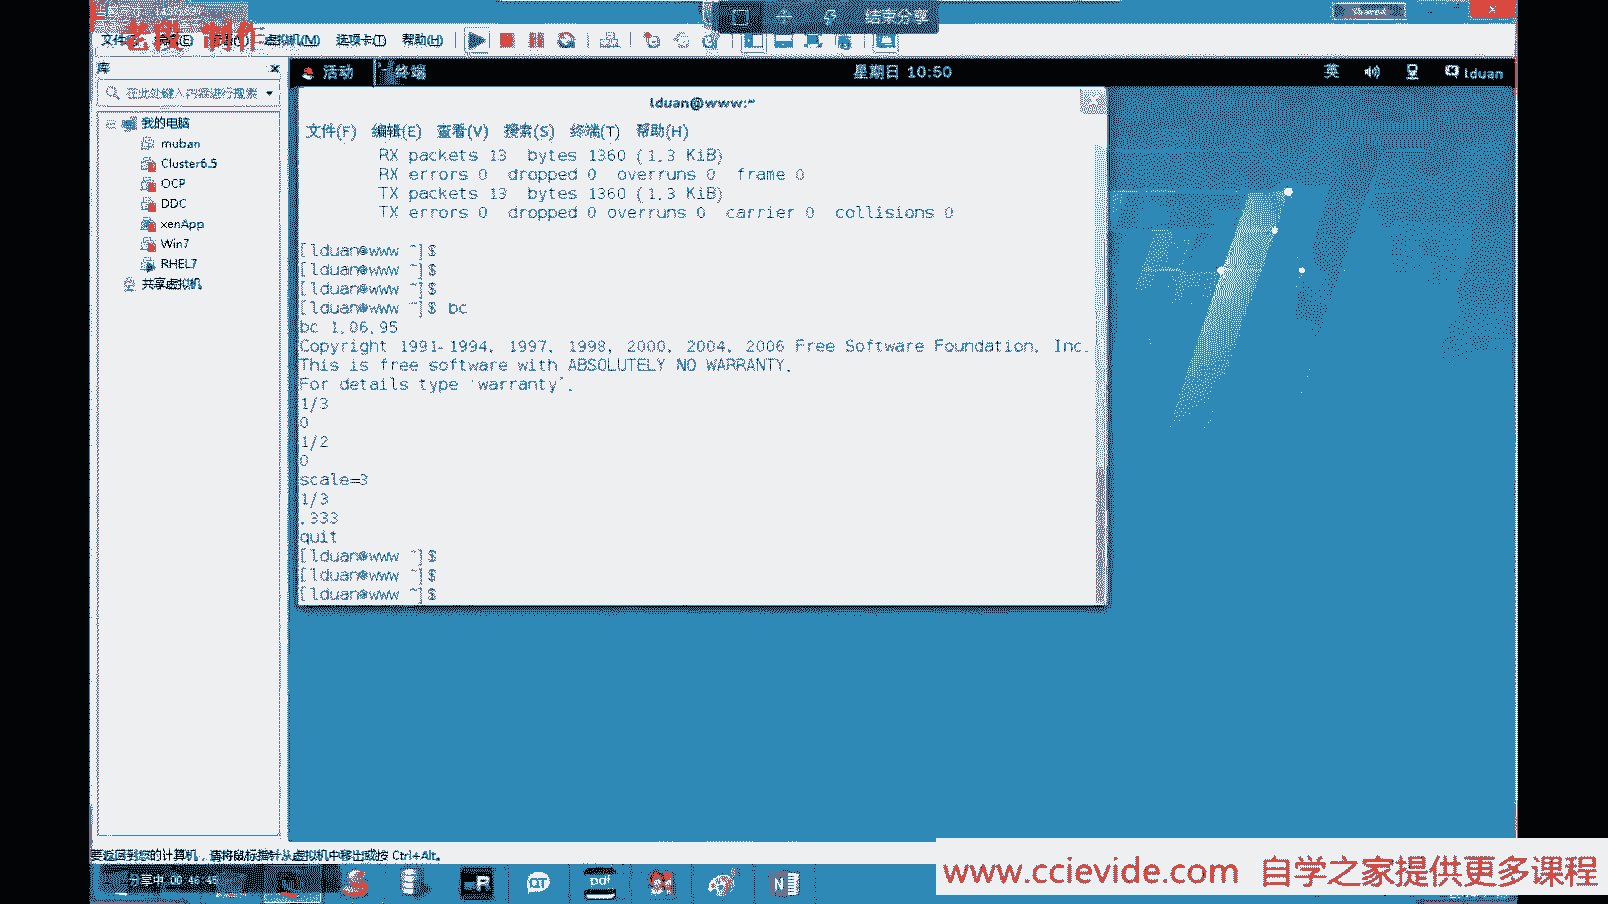 结束分享
Shared
文件 编辑(E) 虚拟机(M) 选项卡(T) 帮助(H)
库
在此处键入内容进行搜索
我的电脑
muban
Cluster6.5
OCP
DDC
xenApp
Win7
RHEL7
共享虚拟机
活动 终端 星期日 10:50 英 lduan
lduan@www:~
文件(F) 编辑(E) 查看(V) 搜索(S) 终端(T) 帮助(H)
RX packets 13 bytes 1360 (1.3 KiB)
RX errors 0 dropped 0 overruns 0 frame 0
TX packets 13 bytes 1360 (1.3 KiB)
TX errors 0 dropped 0 overruns 0 carrier 0 collisions 0
[lduan@www ~]$
[lduan@www ~]$
[lduan@www ~]$
[lduan@www ~]$ bc
bc 1.06.95
Copyright 1991-1994, 1997, 1998, 2000, 2004, 2006 Free Software Foundation, Inc.
This is free software with ABSOLUTELY NO WARRANTY.
For details type `warranty'.
1/3
0
1/2
0
scale=3
1/3
.333
quit
[lduan@www ~]$
[lduan@www ~]$
[lduan@www ~]$
要返回到您的计算机，请将鼠标指针从虚拟机中移出或按 Ctrl+Alt。
分享中 00:46:45
www.ccievide.com 自学之家提供更多课程